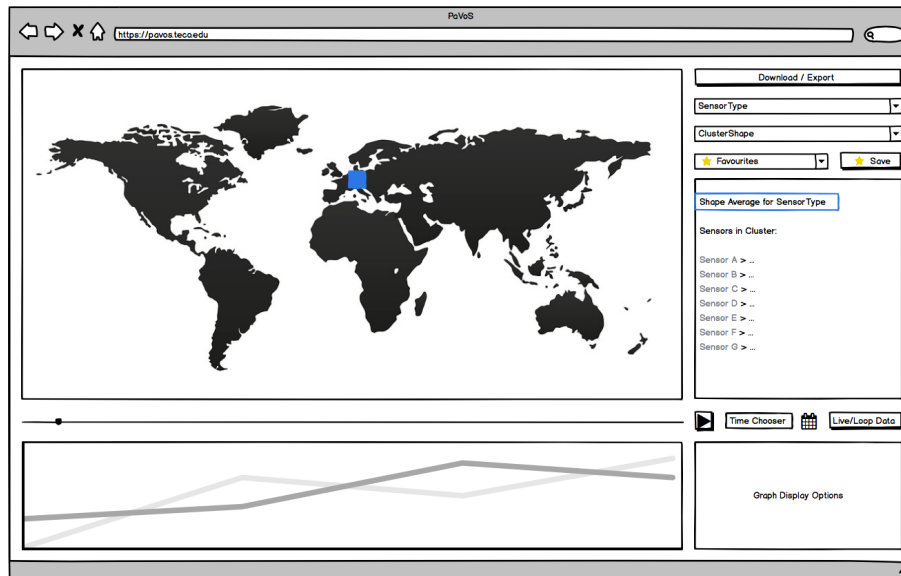 PaVoS
https://pavos.teco.edu
Download / Export
SensorType
ClusterShape
Favourites
Save
Shape Average for SensorType
Sensors in Cluster:
Sensor A > ...
Sensor B > ...
Sensor C > ...
Sensor D > ...
Sensor E > ...
Sensor F > ...
Sensor G > ...
Time Chooser
Live/Loop Data
Graph Display Options